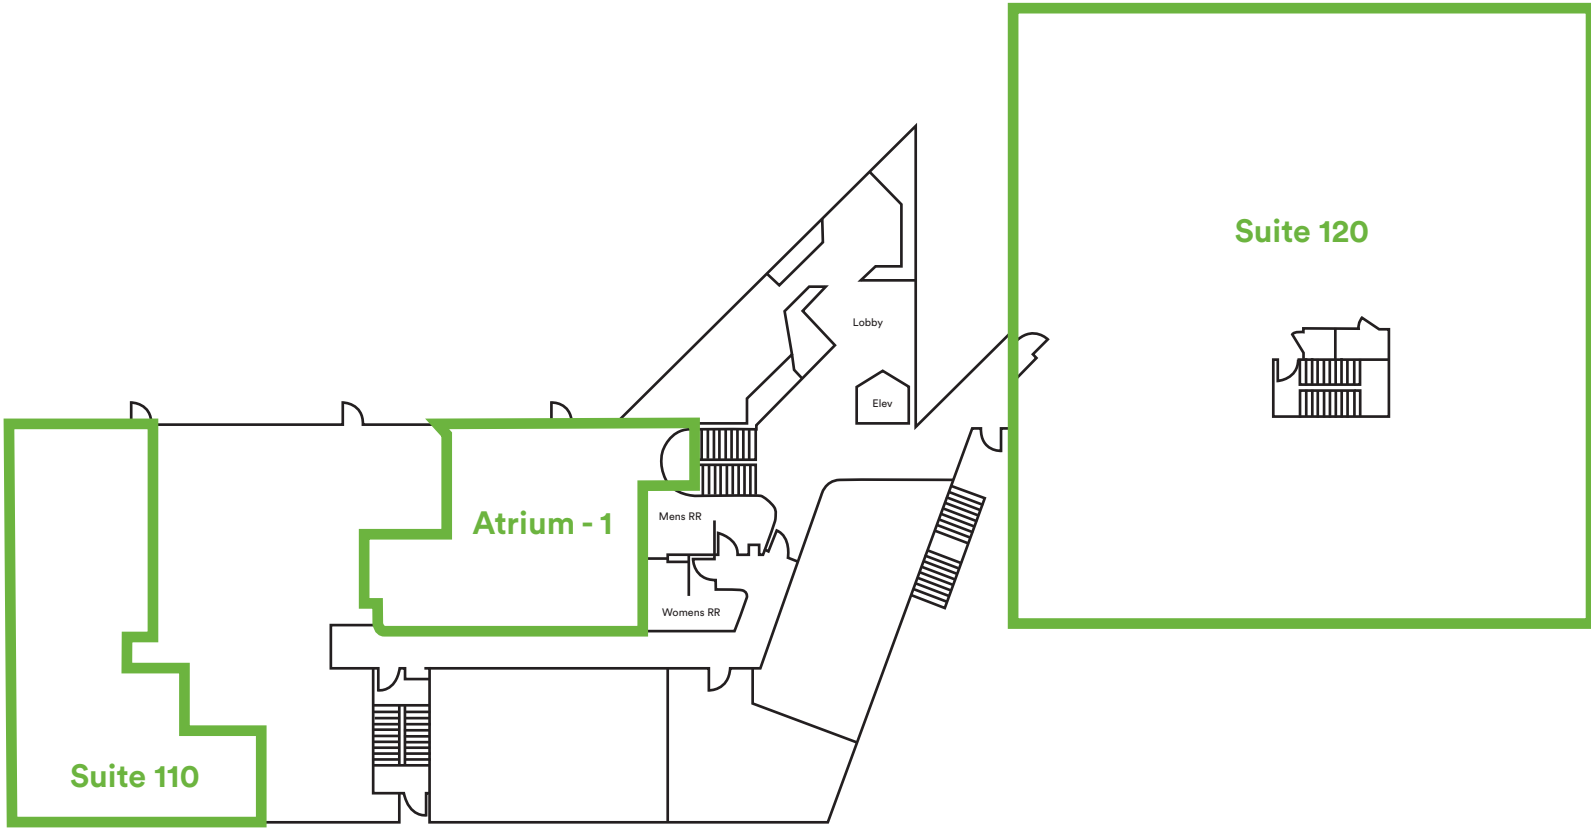 Suite 120
Lobby
Elev
Mens RR
Atrium - 1
Womens RR
Suite 110